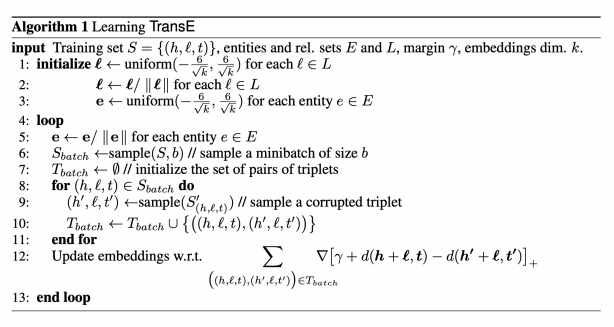 Algorithm 1 Learning TransE
input Training set S = {(h, ℓ, t)}, entities and rel. sets E and L, margin γ, embeddings dim. k.
1: initialize ℓ ← uniform(−6/√k, 6/√k) for each ℓ ∈ L
2: ℓ ← ℓ / ‖ℓ‖ for each ℓ ∈ L
3: e ← uniform(−6/√k, 6/√k) for each entity e ∈ E
4: loop
5: e ← e / ‖e‖ for each entity e ∈ E
6: S_batch ←sample(S, b) // sample a minibatch of size b
7: T_batch ← ∅ // initialize the set of pairs of triplets
8: for (h, ℓ, t) ∈ S_batch do
9: (h′, ℓ, t′) ←sample(S′_(h,ℓ,t)) // sample a corrupted triplet
10: T_batch ← T_batch ∪ {((h, ℓ, t), (h′, ℓ, t′))}
11: end for
12: Update embeddings w.r.t. ∑_((h,ℓ,t),(h′,ℓ,t′))∈T_batch ∇[γ + d(h + ℓ, t) − d(h′ + ℓ, t′)]_+
13: end loop